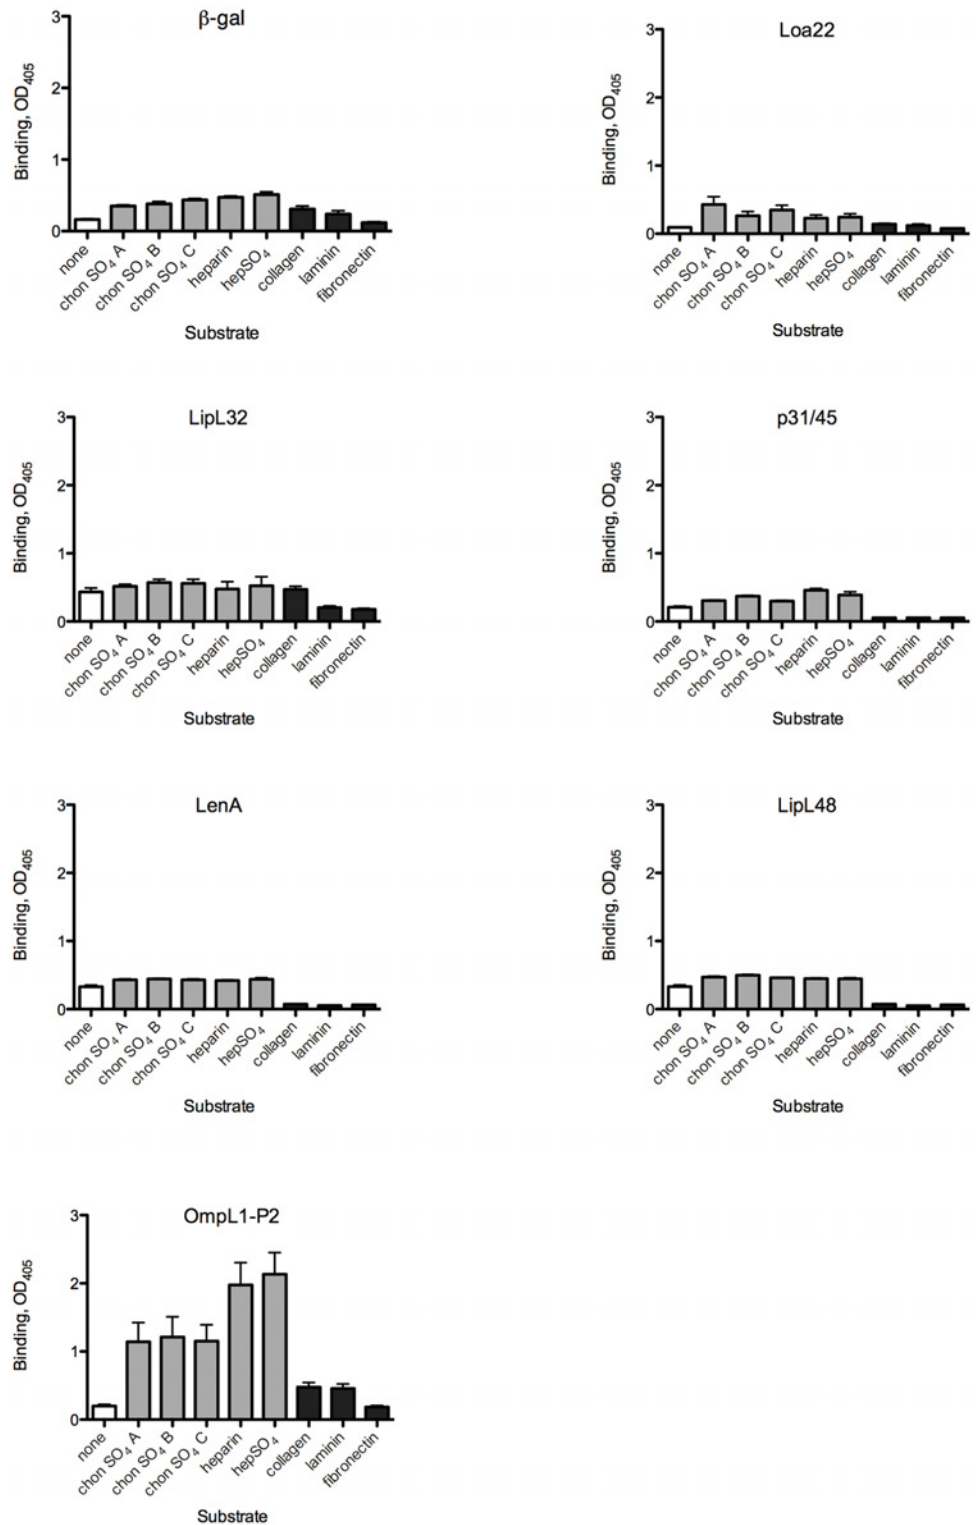 β-gal
Binding, OD405
3
2
1
0
none
chon SO4 A
chon SO4 B
chon SO4 C
heparin
hepSO4
collagen
laminin
fibronectin
Substrate
Loa22
Binding, OD405
3
2
1
0
none
chon SO4 A
chon SO4 B
chon SO4 C
heparin
hepSO4
collagen
laminin
fibronectin
Substrate
LipL32
Binding, OD405
3
2
1
0
none
chon SO4 A
chon SO4 B
chon SO4 C
heparin
hepSO4
collagen
laminin
fibronectin
Substrate
p31/45
Binding, OD405
3
2
1
0
none
chon SO4 A
chon SO4 B
chon SO4 C
heparin
hepSO4
collagen
laminin
fibronectin
Substrate
LenA
Binding, OD405
3
2
1
0
none
chon SO4 A
chon SO4 B
chon SO4 C
heparin
hepSO4
collagen
laminin
fibronectin
Substrate
LipL48
Binding, OD405
3
2
1
0
none
chon SO4 A
chon SO4 B
chon SO4 C
heparin
hepSO4
collagen
laminin
fibronectin
Substrate
OmpL1-P2
Binding, OD405
3
2
1
0
none
chon SO4 A
chon SO4 B
chon SO4 C
heparin
hepSO4
collagen
laminin
fibronectin
Substrate